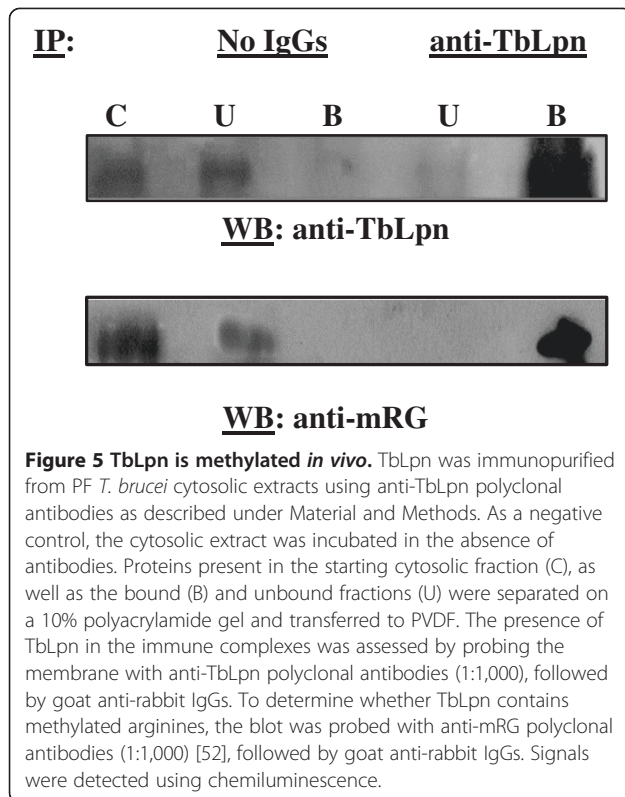 IP: No IgGs anti-TbLpn
C U B U B
WB: anti-TbLpn
WB: anti-mRG
Figure 5 TbLpn is methylated in vivo. TbLpn was immunopurified
from PF T. brucei cytosolic extracts using anti-TbLpn polyclonal
antibodies as described under Material and Methods. As a negative
control, the cytosolic extract was incubated in the absence of
antibodies. Proteins present in the starting cytosolic fraction (C), as
well as the bound (B) and unbound fractions (U) were separated on
a 10% polyacrylamide gel and transferred to PVDF. The presence of
TbLpn in the immune complexes was assessed by probing the
membrane with anti-TbLpn polyclonal antibodies (1:1,000), followed
by goat anti-rabbit IgGs. To determine whether TbLpn contains
methylated arginines, the blot was probed with anti-mRG polyclonal
antibodies (1:1,000) [52], followed by goat anti-rabbit IgGs. Signals
were detected using chemiluminescence.